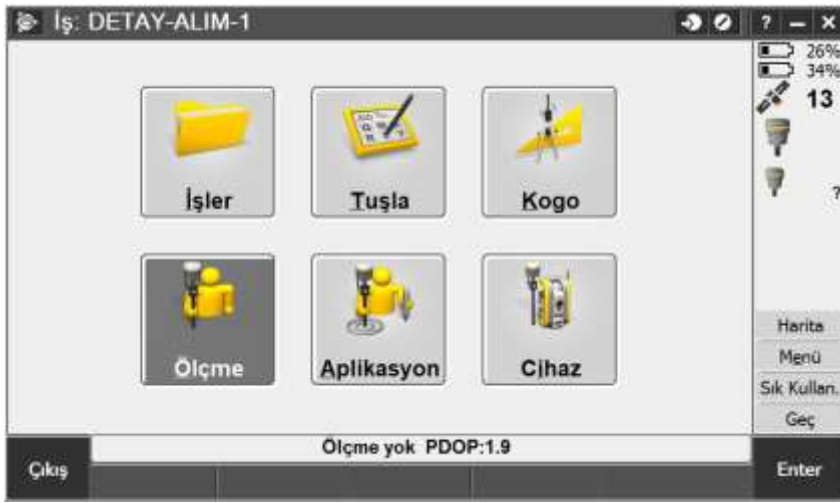 İş: DETAY-ALIM-1
?
26%
34%
13
?
İşler
Tuşla
Kogo
Ölçme
Aplikasyon
Cihaz
Harita
Menü
Sık Kullan.
Geç
Ölçme yok PDOP:1.9
Çıkış
Enter